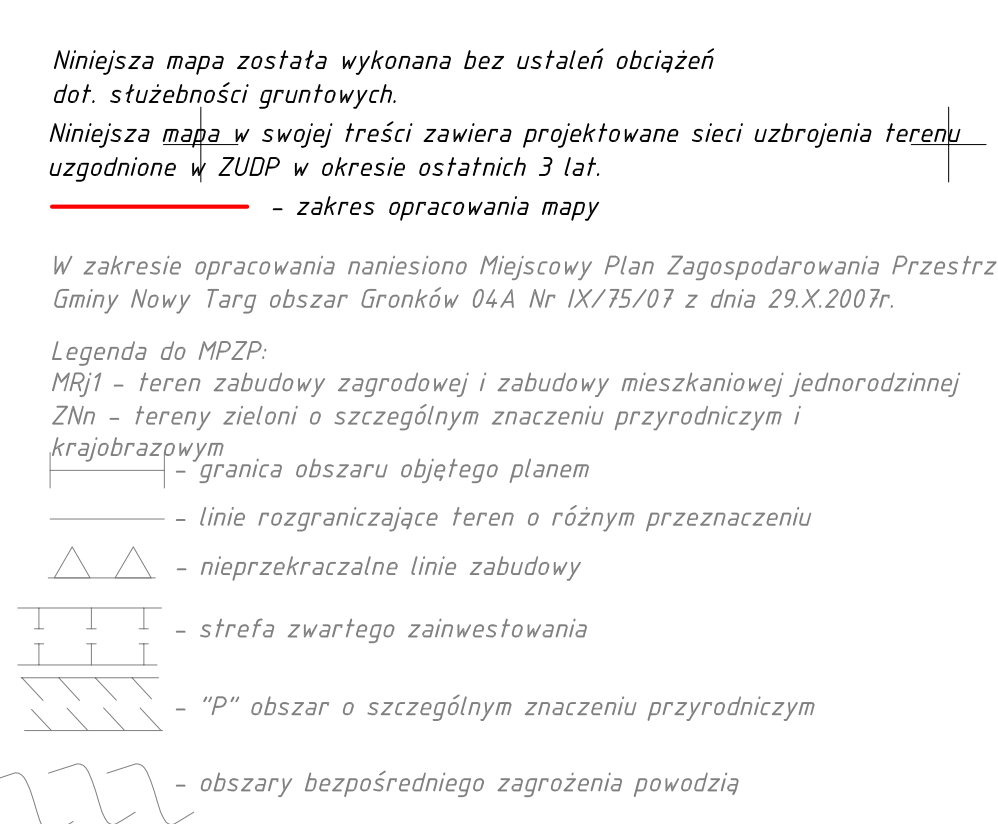 Niniejsza mapa została wykonana bez ustaleń obciążeń
dot. służebności gruntowych.
Niniejsza mapa w swojej treści zawiera projektowane sieci uzbrojenia terenu
uzgodnione w ZUDP w okresie ostatnich 3 lat.
- zakres opracowania mapy
W zakresie opracowania naniesiono Miejscowy Plan Zagospodarowania Przestrz
Gminy Nowy Targ obszar Gronków 04A Nr IX/75/07 z dnia 29.X.2007r.
Legenda do MPZP:
MRj1 - teren zabudowy zagrodowej i zabudowy mieszkaniowej jednorodzinnej
ZNn - tereny zieloni o szczególnym znaczeniu przyrodniczym i
krajobrazowym
- granica obszaru objętego planem
- linie rozgraniczające teren o różnym przeznaczeniu
- nieprzekraczalne linie zabudowy
- strefa zwartego zainwestowania
- "P" obszar o szczególnym znaczeniu przyrodniczym
- obszary bezpośredniego zagrożenia powodzią